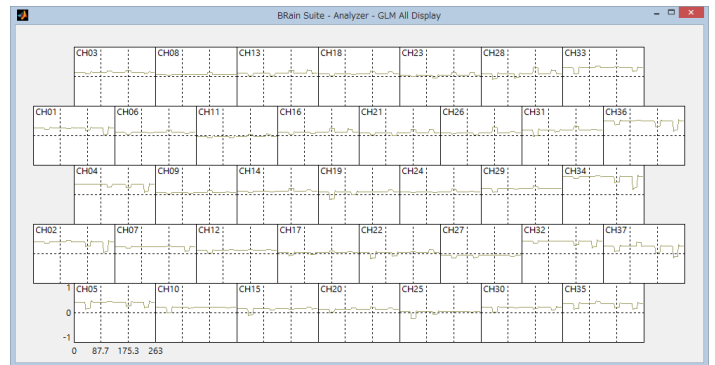 BRain Suite - Analyzer - GLM All Display
CH03 CH08 CH13 CH18 CH23 CH28 CH33
CH01 CH06 CH11 CH16 CH21 CH26 CH31 CH36
CH04 CH09 CH14 CH19 CH24 CH29 CH34
CH02 CH07 CH12 CH17 CH22 CH27 CH32 CH37
1 CH05 CH10 CH15 CH20 CH25 CH30 CH35
0
-1
0 87.7 175.3 263